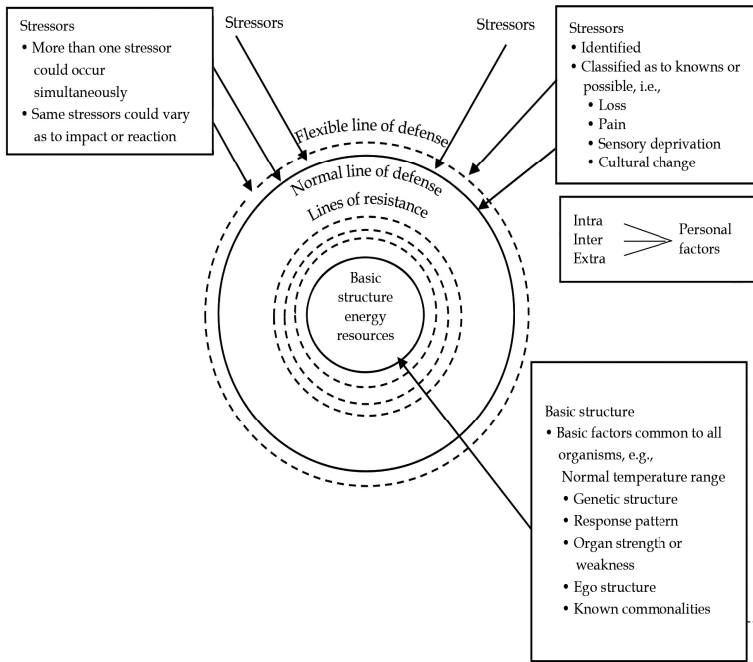 Stressors
• More than one stressor
could occur
simultaneously
• Same stressors could vary
as to impact or reaction
Stressors
Stressors
Stressors
• Identified
• Classified as to knowns or
possible, i.e.,
• Loss
• Pain
• Sensory deprivation
• Cultural change
Flexible line of defense
Normal line of defense
Lines of resistance
Basic
structure
energy
resources
Intra
Inter
Extra
Personal
factors
Basic structure
• Basic factors common to all
organisms, e.g.,
Normal temperature range
• Genetic structure
• Response pattern
• Organ strength or
weakness
• Ego structure
• Known commonalities